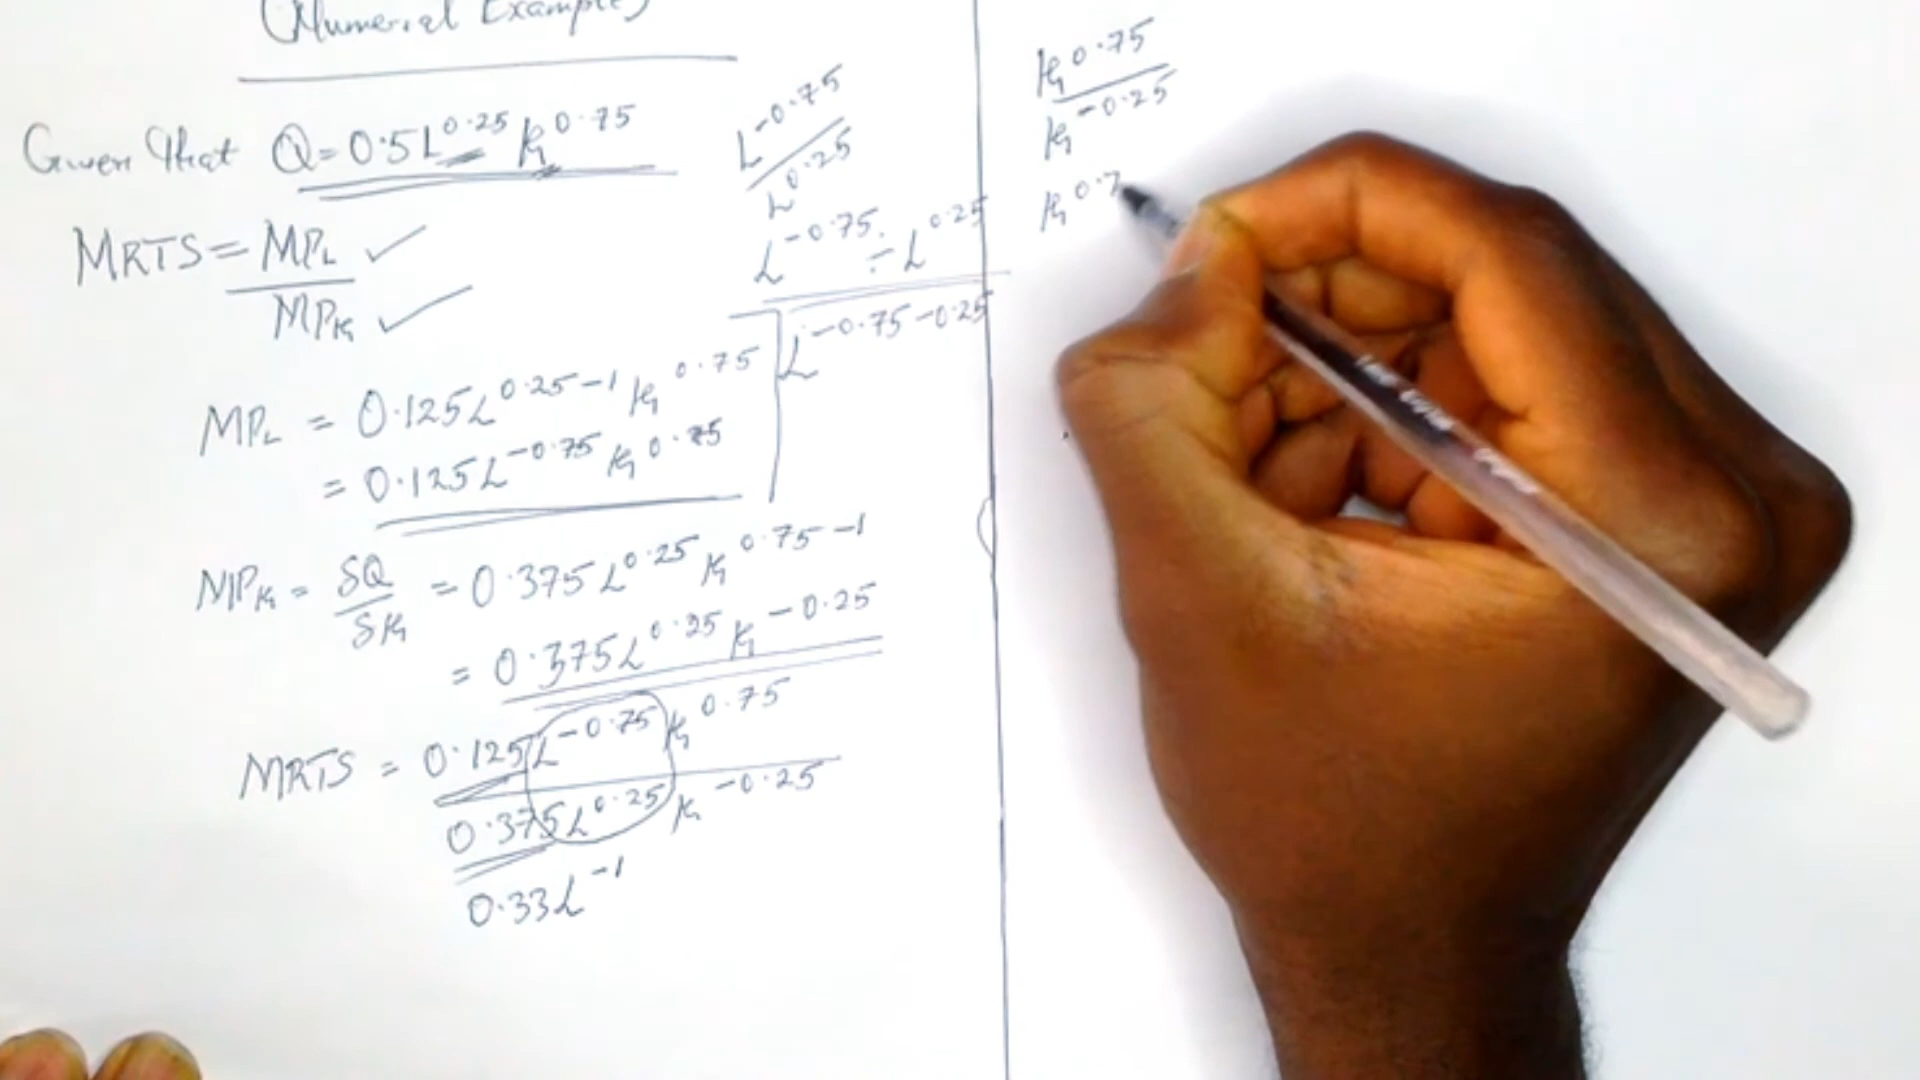 (Numerical Example)
Given that Q = 0.5L^0.25 K^0.75
MRTS = MPL ✓
MPK ✓
MPL = 0.125L^0.25-1 K^0.75
= 0.125L^-0.75 K^0.75
MPK = δQ/δK = 0.375L^0.25 K^0.75-1
= 0.375L^0.25 K^-0.25
MRTS = 0.125L^-0.75 K^0.75
0.375L^0.25 K^-0.25
0.33L^-1
L^-0.75
L^0.25
L^-0.75 ÷ L^0.25
L^-0.75-0.25
K^0.75
K^-0.25
K^0.7